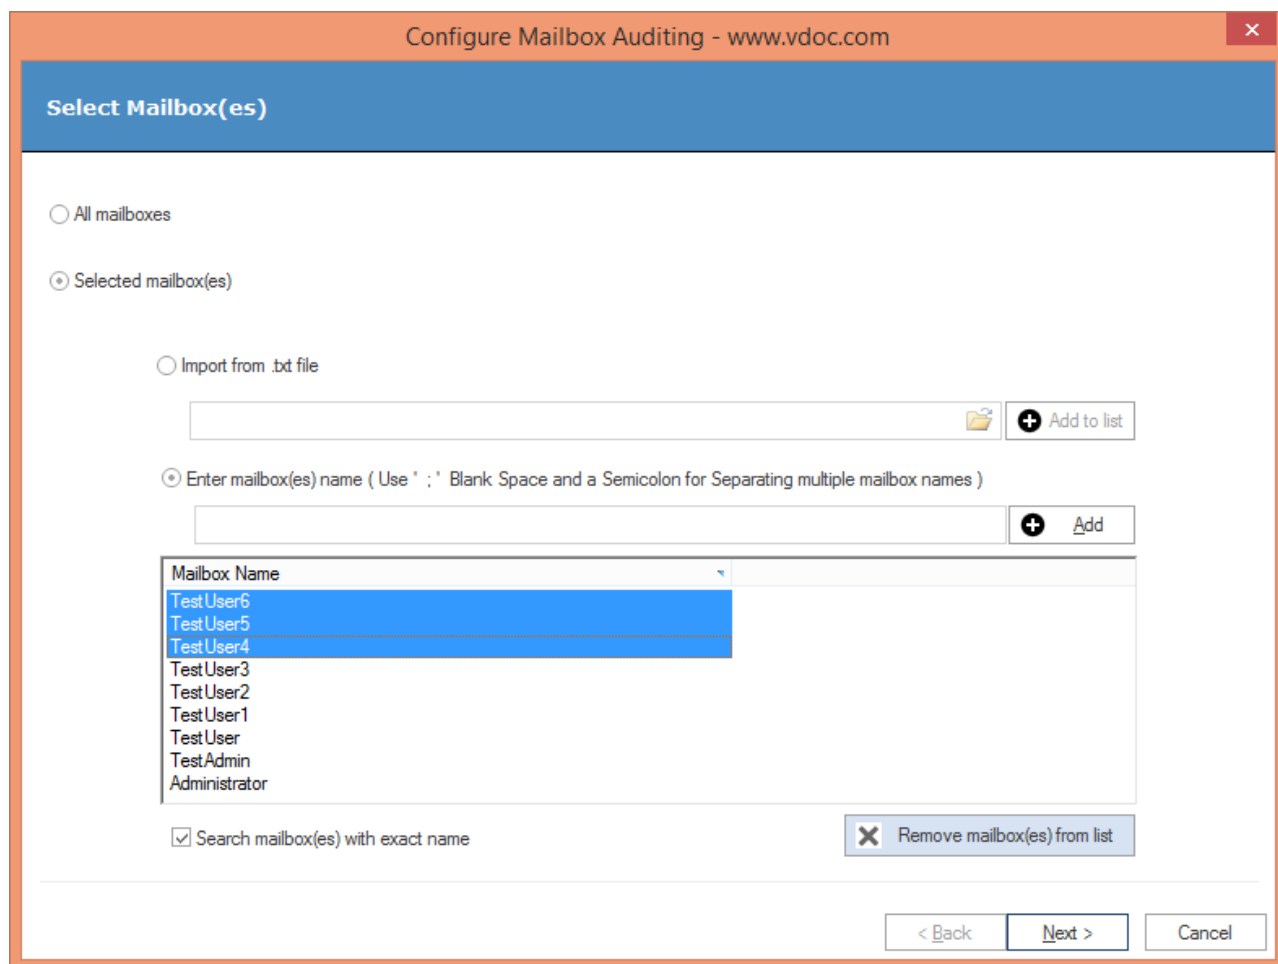 Configure Mailbox Auditing - www.vdoc.com
Select Mailbox(es)
All mailboxes
Selected mailbox(es)
Import from .txt file
Add to list
Enter mailbox(es) name ( Use ' ; ' Blank Space and a Semicolon for Separating multiple mailbox names )
Add
Mailbox Name
TestUser6
TestUser5
TestUser4
TestUser3
TestUser2
TestUser1
TestUser
TestAdmin
Administrator
Search mailbox(es) with exact name
Remove mailbox(es) from list
< Back
Next >
Cancel